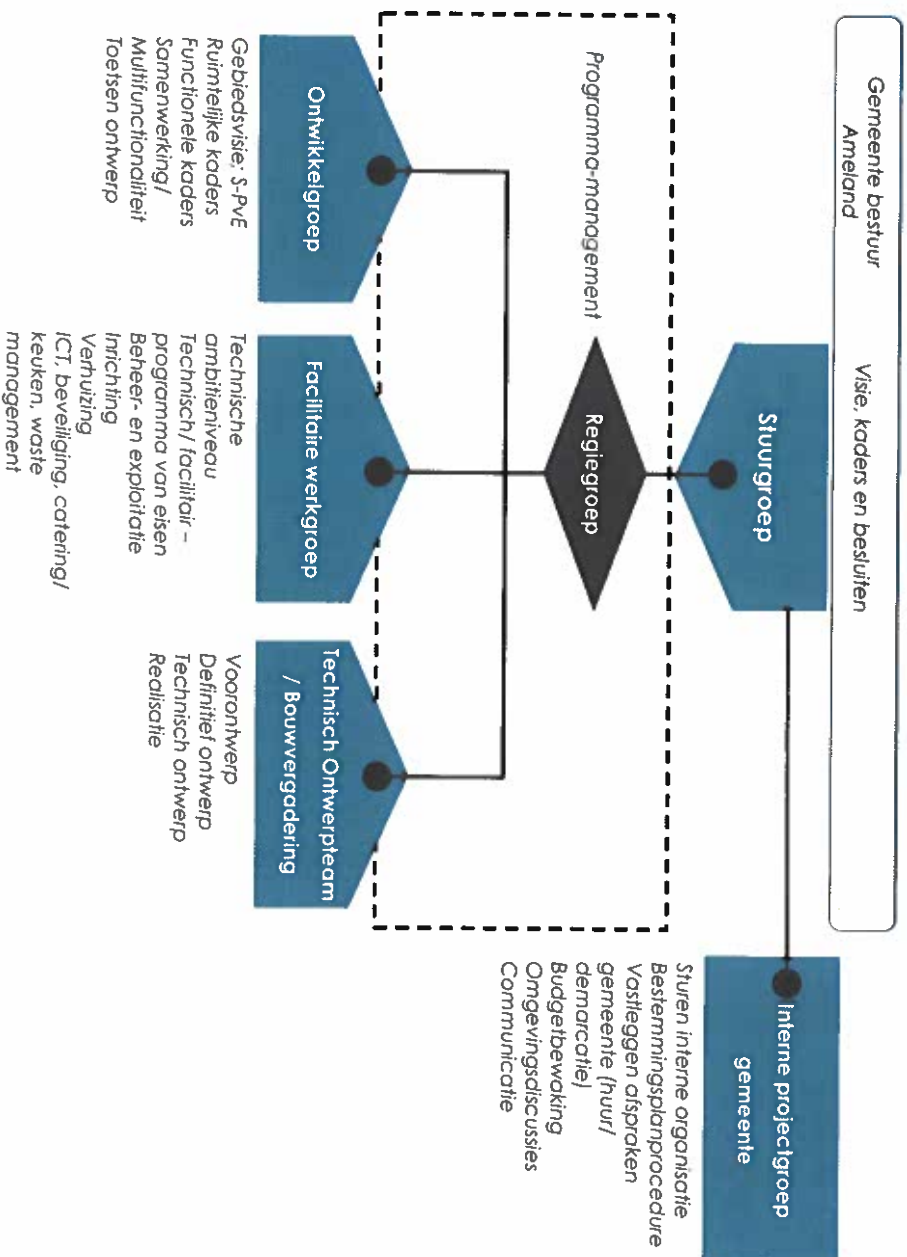 Gemeente bestuur
Ameland
Visie, kaders en besluiten
Stuurgroep
Interne projectgroep
gemeente
Sturen interne organisatie
Bestemmingsplanprocedure
Vastleggen afspraken
gemeente (huur/
demarcatie)
Budgetbewaking
Omgevingsdiscussies
Communicatie
Programma-management
Regiegroep
Ontwikkelgroep
Gebiedsvisie; S-PvE
Ruimtelijke kaders
Functionele kaders
Samenwerking/
Multifunctionaliteit
Toetsen ontwerp
Facilitaire werkgroep
Technische
ambitieniveau
Technisch/ facilitair –
programma van eisen
Beheer- en exploitatie
Inrichting
Verhuizing
ICT, beveiliging, catering/
keuken, waste
management
Technisch Ontwerpteam
/ Bouwvergadering
Voorontwerp
Definitief ontwerp
Technisch ontwerp
Realisatie